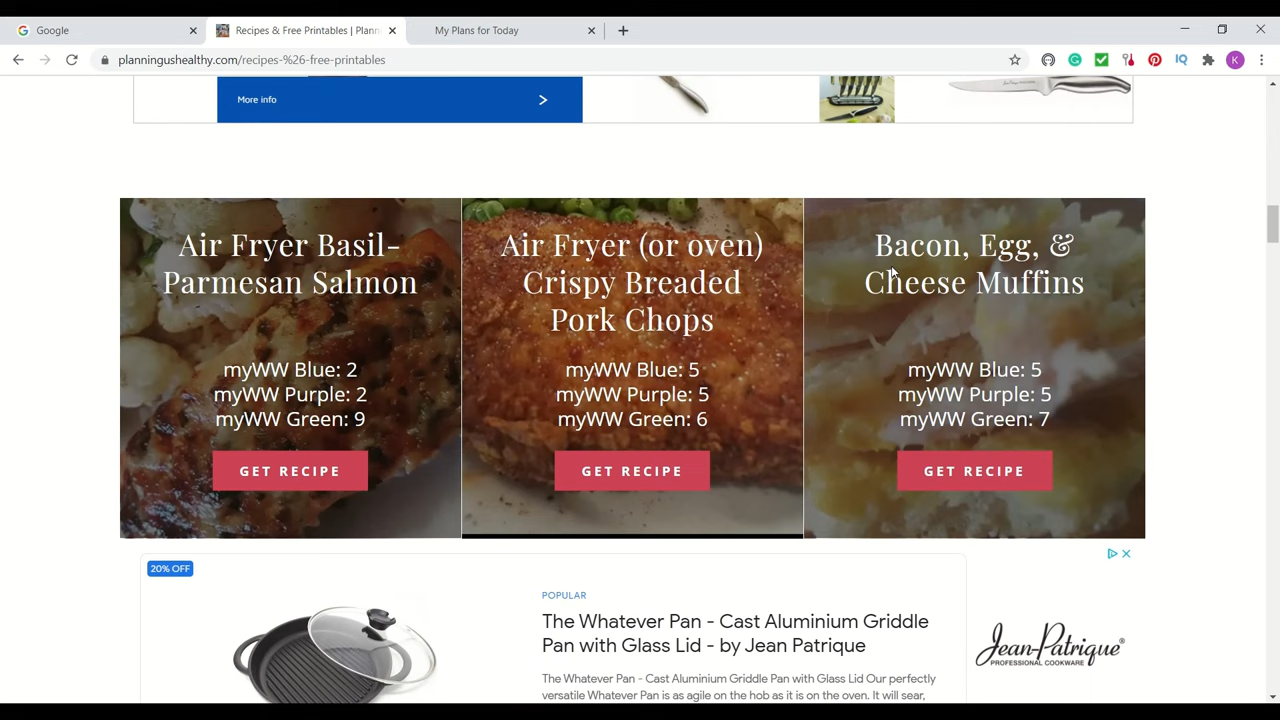 Google
Recipes & Free Printables | Plann
My Plans for Today
planningushealthy.com/recipes-%26-free-printables
K
More info
Air Fryer Basil-
Parmesan Salmon
myWW Blue: 2
myWW Purple: 2
myWW Green: 9
GET RECIPE
Air Fryer (or oven)
Crispy Breaded
Pork Chops
myWW Blue: 5
myWW Purple: 5
myWW Green: 6
GET RECIPE
Bacon, Egg, &
Cheese Muffins
myWW Blue: 5
myWW Purple: 5
myWW Green: 7
GET RECIPE
20% OFF
POPULAR
The Whatever Pan - Cast Aluminium Griddle
Pan with Glass Lid - by Jean Patrique
The Whatever Pan - Cast Aluminium Griddle Pan with Glass Lid Our perfectly
versatile Whatever Pan is as agile on the hob as it is on the oven. It will sear,
Jean-Patrique®
PROFESSIONAL COOKWARE